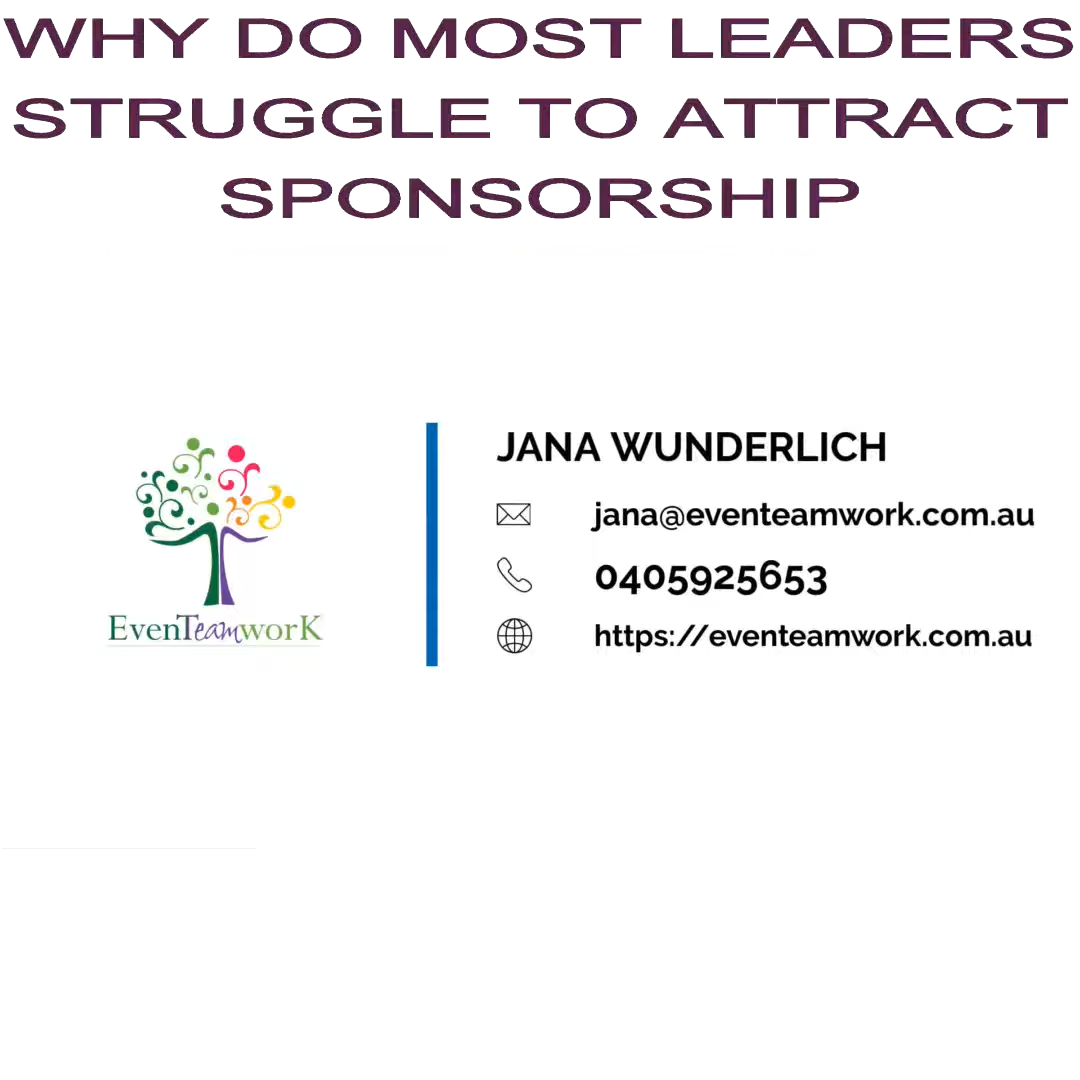 WHY DO MOST LEADERS
STRUGGLE TO ATTRACT
SPONSORSHIP
JANA WUNDERLICH
jana@eventeamwork.com.au
0405925653
https://eventeamwork.com.au
EvenTeamworK